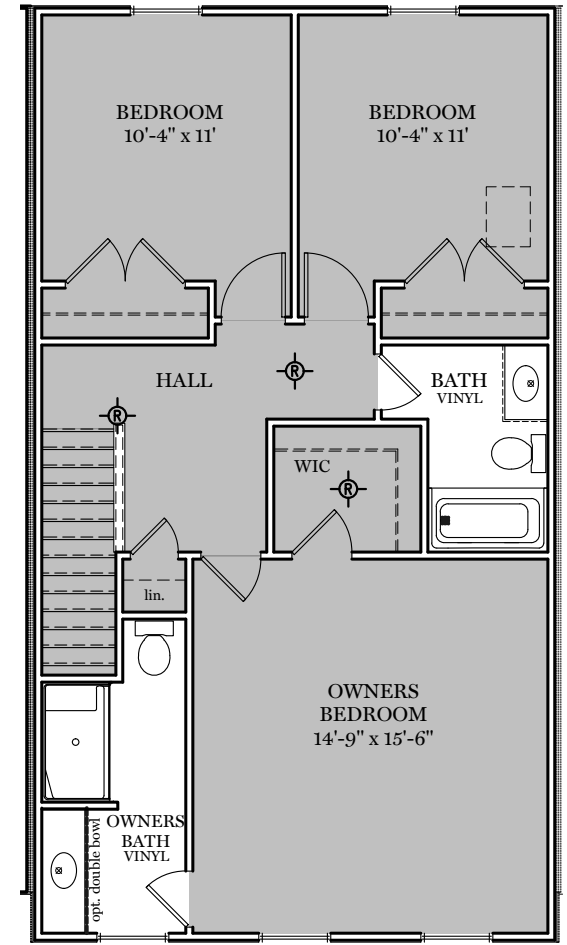 BEDROOM
10'-4" x 11'
BEDROOM
10'-4" x 11'
HALL
R
BATH
VINYL
R
WIC
R
lin.
OWNERS
BEDROOM
14'-9" x 15'-6"
OWNERS
BATH
VINYL
opt. double bowl